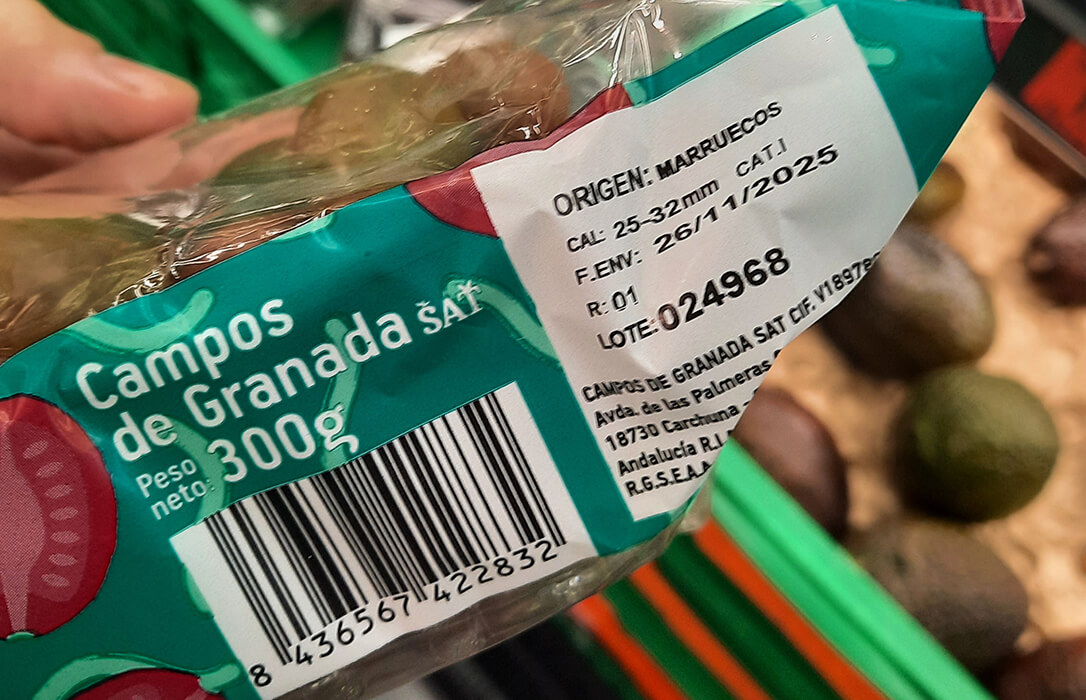 Campos
de Granada SAT
Peso
neto: 300g
8 436567 422832
ORIGEN: MARRUECOS
CAL: 25-32mm CAT.I
F.ENV: 26/11/2025
R: 01
LOTE: 024968
CAMPOS DE GRANADA SAT CIF.
Avda. de las Palmeras
18730 Carchuna
Andalucía
R.G.S.E.A.A